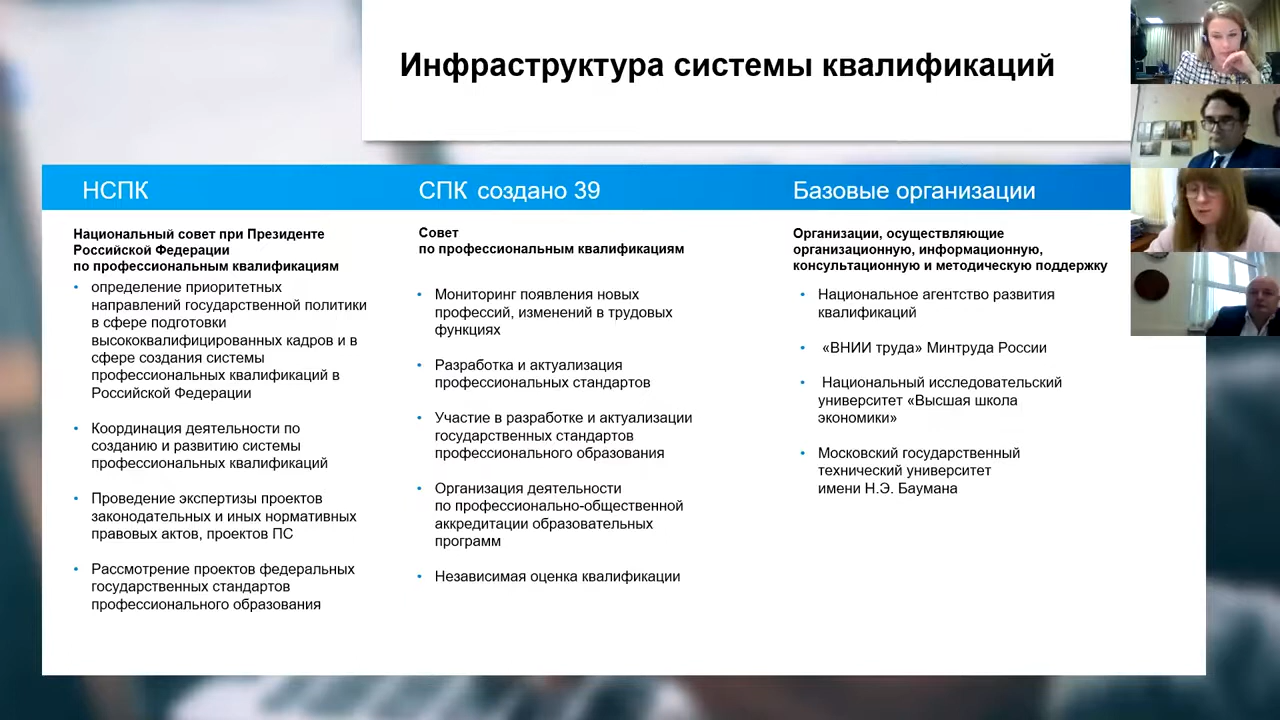 Инфраструктура системы квалификаций
НСПК
СПК создано 39
Базовые организации
Национальный совет при Президенте
Российской Федерации
по профессиональным квалификациям
• определение приоритетных
направлений государственной политики
в сфере подготовки
высококвалифицированных кадров и в
сфере создания системы
профессиональных квалификаций в
Российской Федерации
• Координация деятельности по
созданию и развитию системы
профессиональных квалификаций
• Проведение экспертизы проектов
законодательных и иных нормативных
правовых актов, проектов ПС
• Рассмотрение проектов федеральных
государственных стандартов
профессионального образования
Совет
по профессиональным квалификациям
• Мониторинг появления новых
профессий, изменений в трудовых
функциях
• Разработка и актуализация
профессиональных стандартов
• Участие в разработке и актуализации
государственных стандартов
профессионального образования
• Организация деятельности
по профессионально-общественной
аккредитации образовательных
программ
• Независимая оценка квалификации
Организации, осуществляющие
организационную, информационную,
консультационную и методическую поддержку
• Национальное агентство развития
квалификаций
• «ВНИИ труда» Минтруда России
• Национальный исследовательский
университет «Высшая школа
экономики»
• Московский государственный
технический университет
имени Н.Э. Баумана